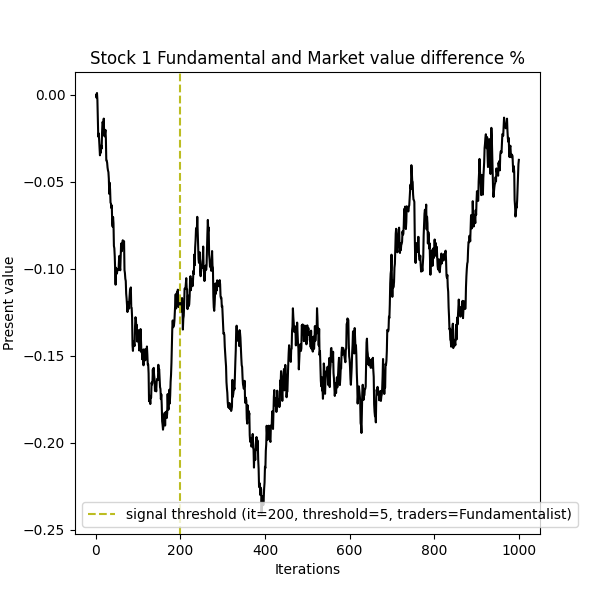 Stock 1 Fundamental and Market value difference %
0.00
−0.05
−0.10
−0.15
−0.20
−0.25
Present value
signal threshold (it=200, threshold=5, traders=Fundamentalist)
0 200 400 600 800 1000
Iterations